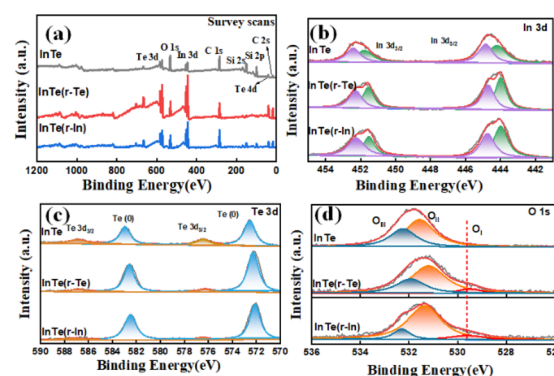 (a)
Survey scans
InTe
Te 3d
O 1s
In 3d
C 1s
Si 2s
Si 2p
C 2s
Te 4d
InTe(r-Te)
InTe(r-In)
Intensity (a.u.)
1200 1000 800 600 400 200 0
Binding Energy(eV)
(b)
In 3d
InTe
In 3d3/2
In 3d5/2
InTe(r-Te)
InTe(r-In)
Intensity (a.u.)
454 451 448 445 442
Binding Energy(eV)
(c)
Te 3d
InTe
Te 3d3/2
Te (0)
Te 3d5/2
Te (0)
InTe(r-Te)
InTe(r-In)
Intensity (a.u.)
590 588 586 584 582 580 578 576 574 572 570
Binding Energy(eV)
(d)
O 1s
InTe
OIII
OII
OI
InTe(r-Te)
InTe(r-In)
Intensity (a.u.)
536 534 532 530 528
Binding Energy(eV)